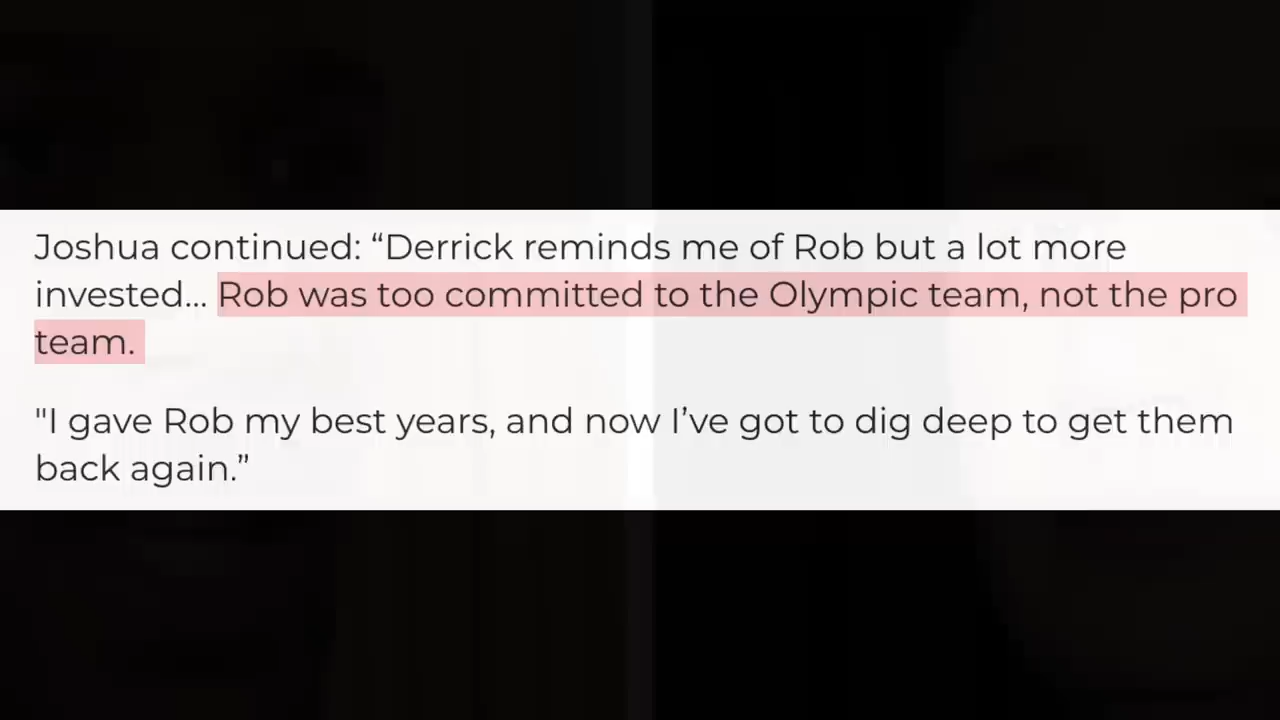 Joshua continued: “Derrick reminds me of Rob but a lot more
invested... Rob was too committed to the Olympic team, not the pro
team.
"I gave Rob my best years, and now I’ve got to dig deep to get them
back again.”